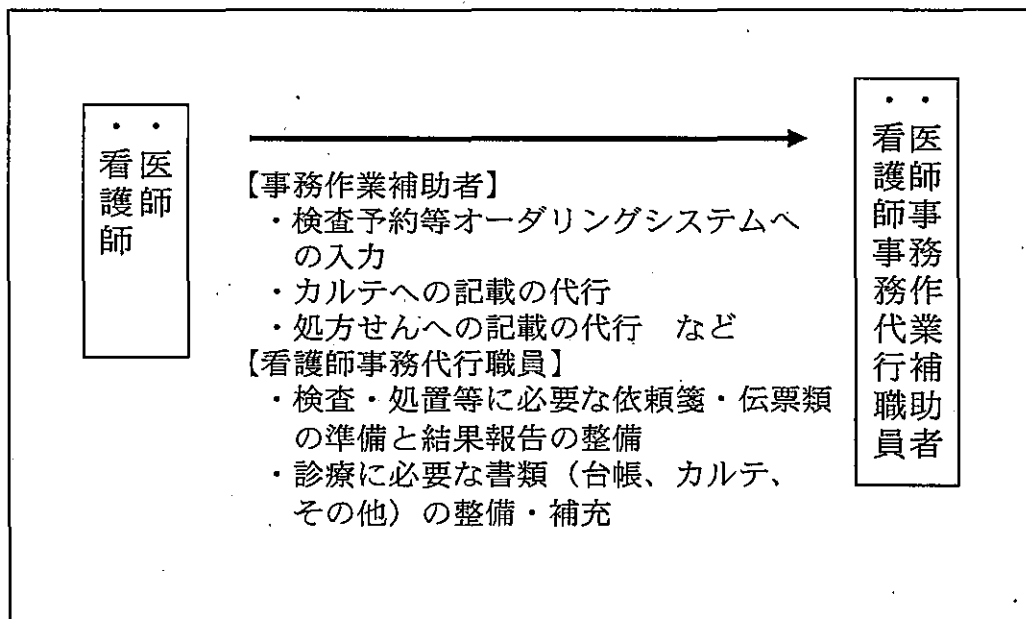 ・医師
・看護師
【事務作業補助者】
・検査予約等オーダリングシステムへ
の入力
・カルテへの記載の代行
・処方せんへの記載の代行　など
【看護師事務代行職員】
・検査・処置等に必要な依頼箋・伝票類
の準備と結果報告の整備
・診療に必要な書類（台帳、カルテ、
その他）の整備・補充
・医師事務作業補助者
・看護師事務代行職員